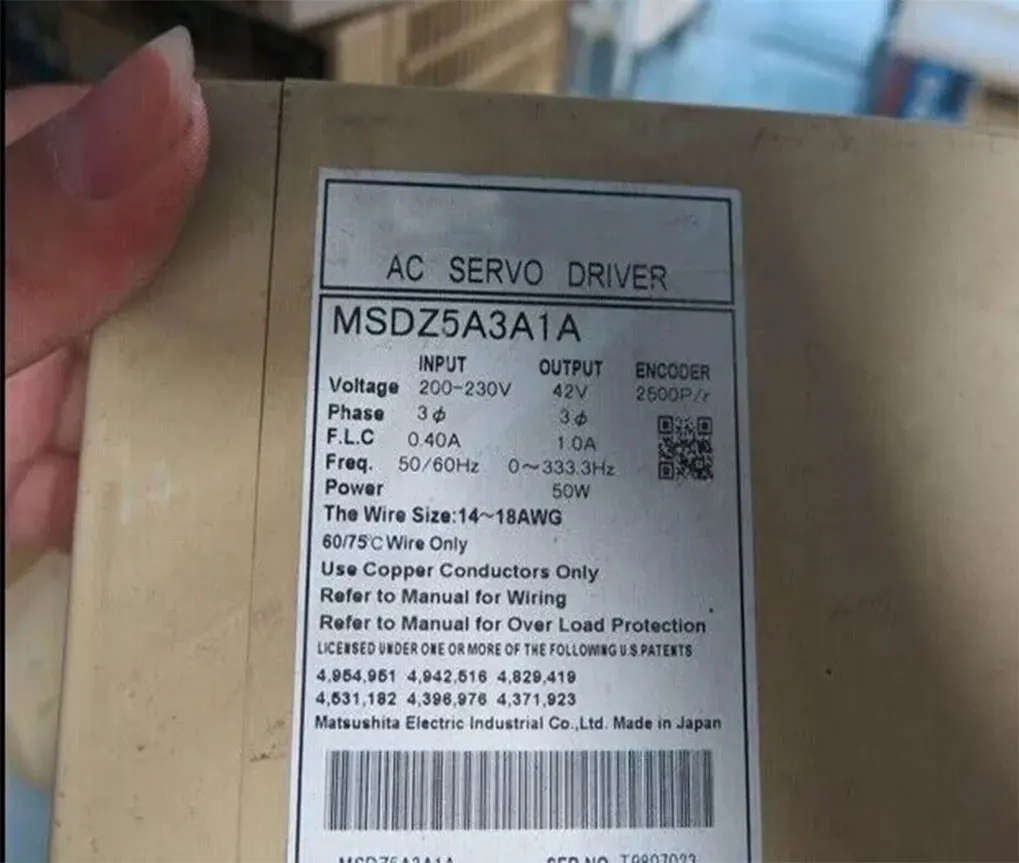 AC SERVO DRIVER
MSDZ5A3A1A
INPUT OUTPUT ENCODER
Voltage 200-230V 42V 2500P/r
Phase 3ϕ 3ϕ
F.L.C 0.40A 1.0A
Freq. 50/60Hz 0~333.3Hz
Power 50W
The Wire Size:14~18AWG
60/75℃ Wire Only
Use Copper Conductors Only
Refer to Manual for Wiring
Refer to Manual for Over Load Protection
LICENSED UNDER ONE OR MORE OF THE FOLLOWING U.S PATENTS
4,954,951 4,942,516 4,829,419
4,531,182 4,396,976 4,371,923
Matsushita Electric Industrial Co.,Ltd. Made in Japan
MSDZ5A3A1A SER.NO.